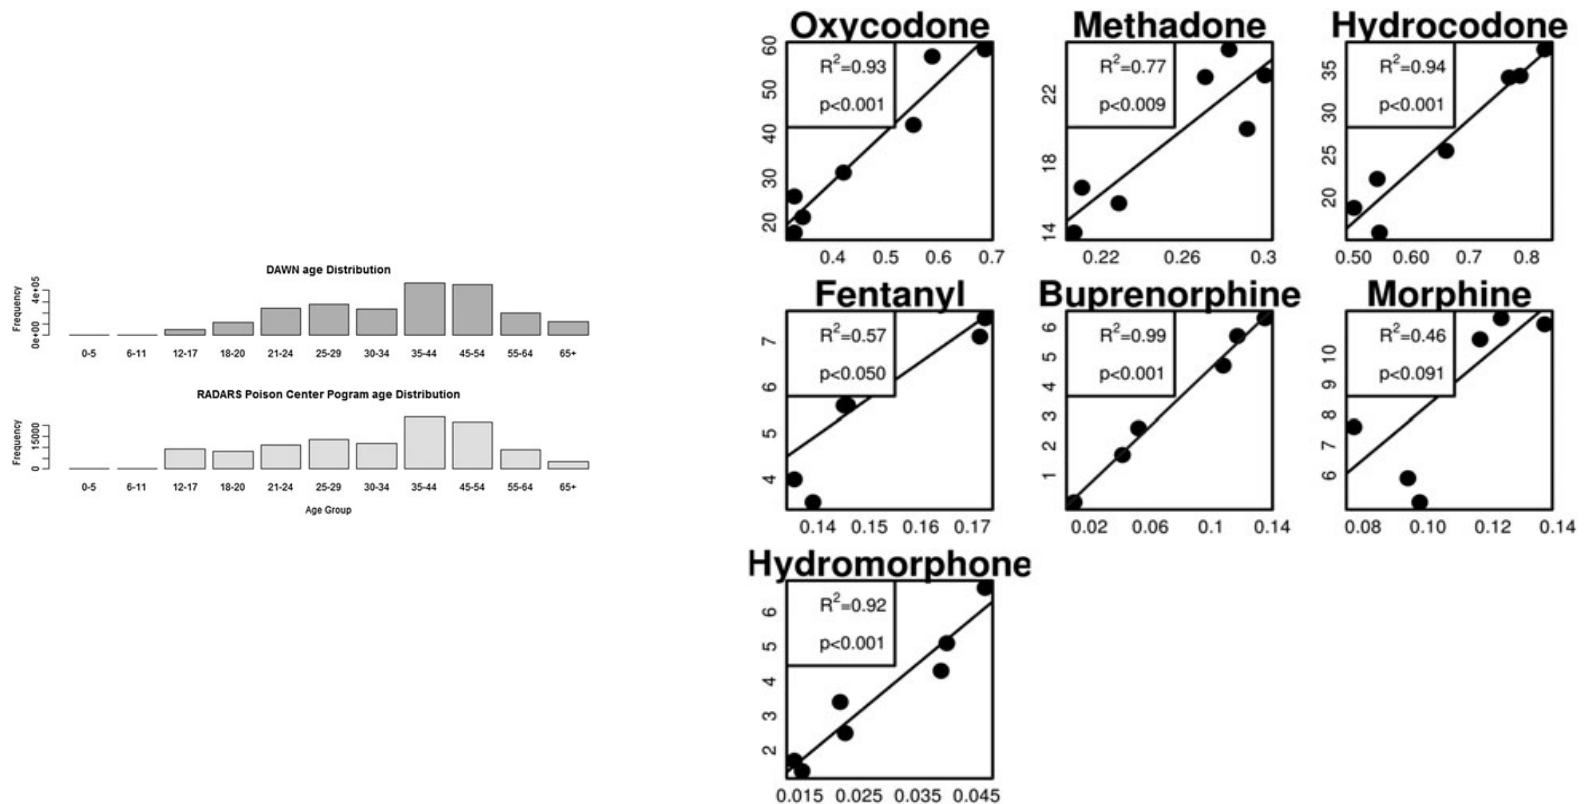 DAWN age Distribution
Frequency
0e+00 4e+05
0-5 6-11 12-17 18-20 21-24 25-29 30-34 35-44 45-54 55-64 65+
RADARS Poison Center Pogram age Distribution
Frequency
0 15000
0-5 6-11 12-17 18-20 21-24 25-29 30-34 35-44 45-54 55-64 65+
Age Group
Oxycodone
R²=0.93
p<0.001
20 30 40 50 60
0.4 0.5 0.6 0.7
Methadone
R²=0.77
p<0.009
14 18 22
0.22 0.26 0.3
Hydrocodone
R²=0.94
p<0.001
20 25 30 35
0.50 0.60 0.7 0.8
Fentanyl
R²=0.57
p<0.050
4 5 6 7
0.14 0.15 0.16 0.17
Buprenorphine
R²=0.99
p<0.001
1 2 3 4 5 6
0.02 0.06 0.1 0.14
Morphine
R²=0.46
p<0.091
6 7 8 9 10
0.08 0.10 0.12 0.14
Hydromorphone
R²=0.92
p<0.001
2 3 4 5 6
0.015 0.025 0.035 0.045